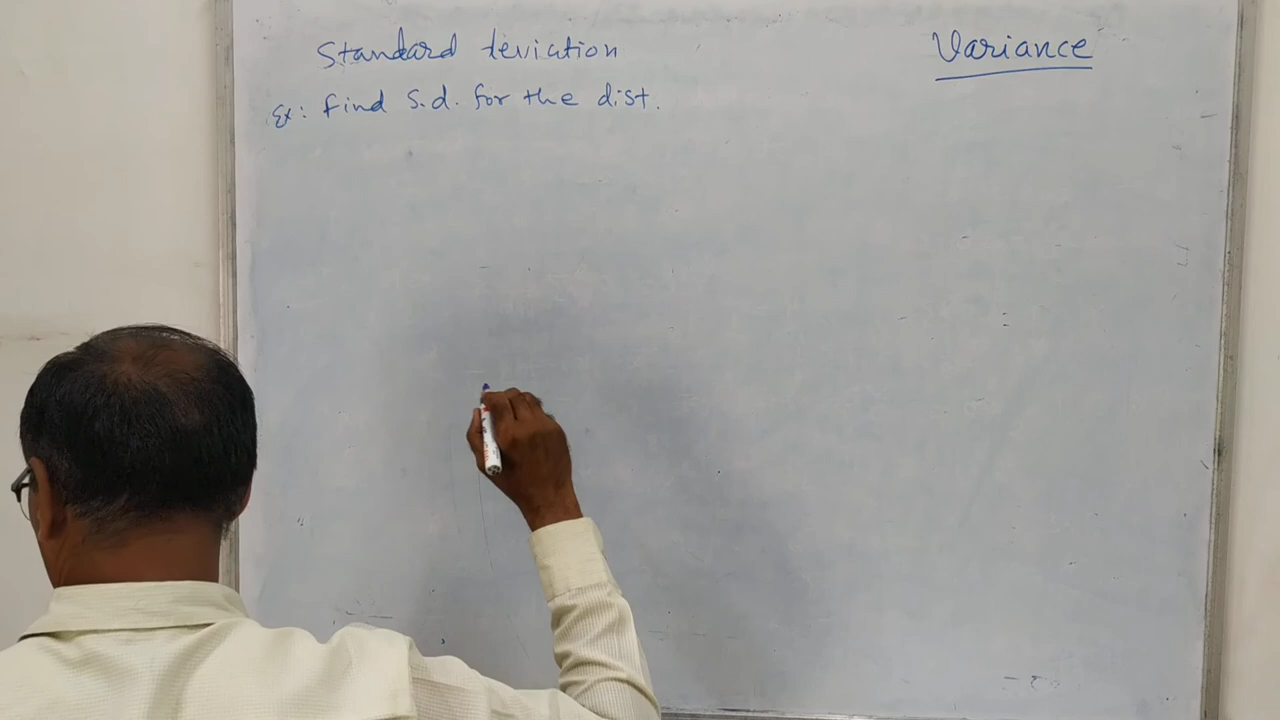 Standard deviation
Variance
Ex: Find S.d. for the dist.